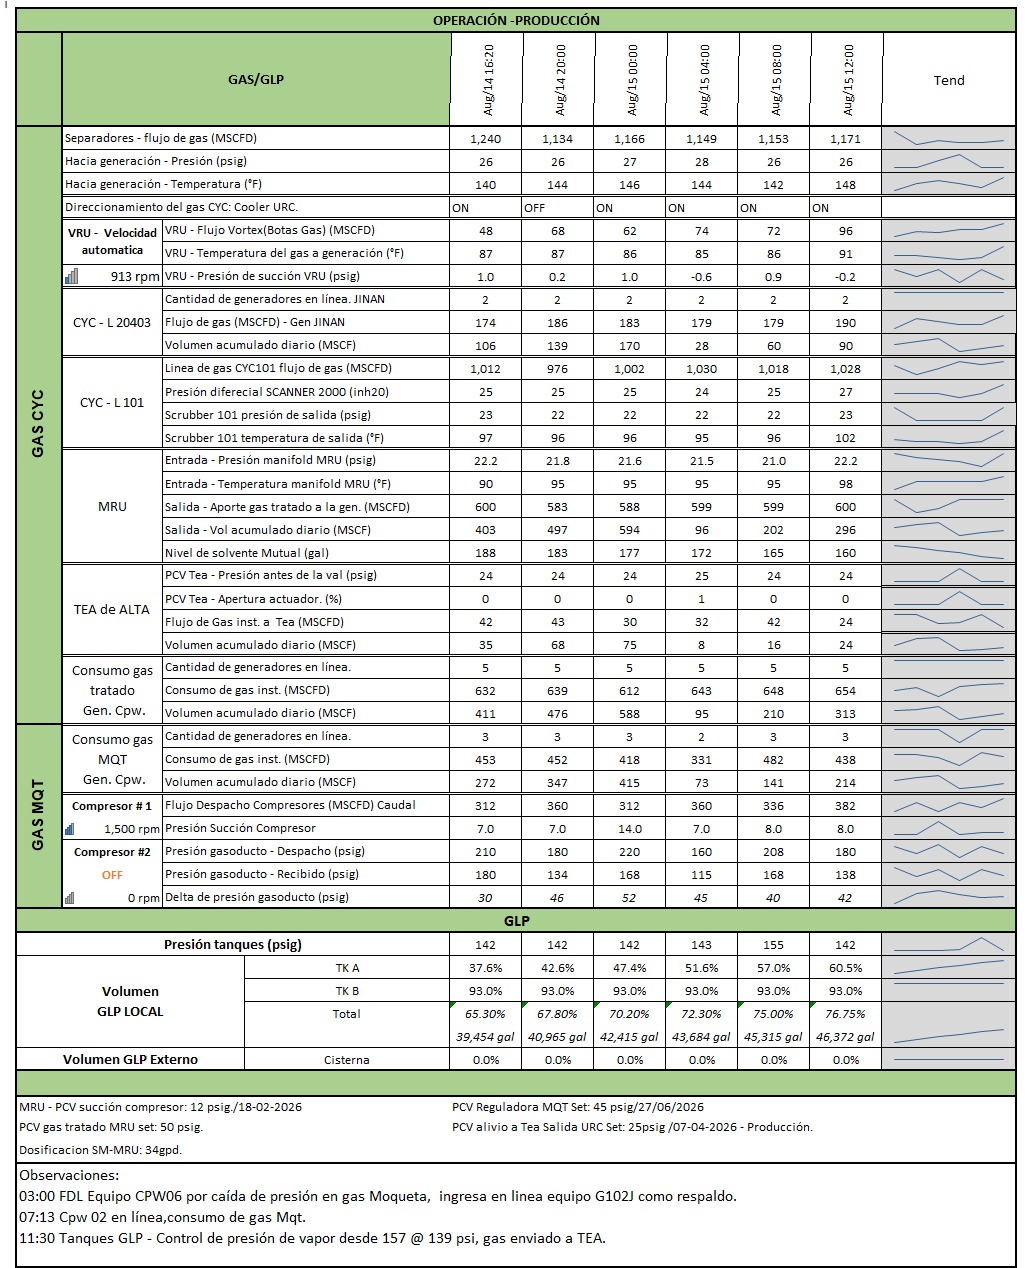 OPERACIÓN -PRODUCCIÓN
GAS/GLP Aug/14 16:20 Aug/14 20:00 Aug/15 00:00 Aug/15 04:00 Aug/15 08:00 Aug/15 12:00 Tend
GAS CYC
Separadores - flujo de gas (MSCFD) 1,240 1,134 1,166 1,149 1,153 1,171
Hacia generación - Presión (psig) 26 26 27 28 26 26
Hacia generación - Temperatura (°F) 140 144 146 144 142 148
Direccionamiento del gas CYC: Cooler URC. ON OFF ON ON ON ON
VRU - Velocidad automatica
913 rpm
VRU - Flujo Vortex(Botas Gas) (MSCFD) 48 68 62 74 72 96
VRU - Temperatura del gas a generación (°F) 87 87 86 85 86 91
VRU - Presión de succión VRU (psig) 1.0 0.2 1.0 -0.6 0.9 -0.2
CYC - L 20403
Cantidad de generadores en línea. JINAN 2 2 2 2 2 2
Flujo de gas (MSCFD) - Gen JINAN 174 186 183 179 179 190
Volumen acumulado diario (MSCF) 106 139 170 28 60 90
CYC - L 101
Linea de gas CYC101 flujo de gas (MSCFD) 1,012 976 1,002 1,030 1,018 1,028
Presión diferecial SCANNER 2000 (inh20) 25 25 25 24 25 27
Scrubber 101 presión de salida (psig) 23 22 22 22 22 23
Scrubber 101 temperatura de salida (°F) 97 96 96 95 96 102
MRU
Entrada - Presión manifold MRU (psig) 22.2 21.8 21.6 21.5 21.0 22.2
Entrada - Temperatura manifold MRU (°F) 90 95 95 95 95 98
Salida - Aporte gas tratado a la gen. (MSCFD) 600 583 588 599 599 600
Salida - Vol acumulado diario (MSCF) 403 497 594 96 202 296
Nivel de solvente Mutual (gal) 188 183 177 172 165 160
TEA de ALTA
PCV Tea - Presión antes de la val (psig) 24 24 24 25 24 24
PCV Tea - Apertura actuador. (%) 0 0 0 1 0 0
Flujo de Gas inst. a Tea (MSCFD) 42 43 30 32 42 24
Volumen acumulado diario (MSCF) 35 68 75 8 16 24
Consumo gas tratado Gen. Cpw.
Cantidad de generadores en línea. 5 5 5 5 5 5
Consumo de gas inst. (MSCFD) 632 639 612 643 648 654
Volumen acumulado diario (MSCF) 411 476 588 95 210 313
GAS MQT
Consumo gas MQT Gen. Cpw.
Cantidad de generadores en línea. 3 3 3 2 3 3
Consumo de gas inst. (MSCFD) 453 452 418 331 482 438
Volumen acumulado diario (MSCF) 272 347 415 73 141 214
Compresor # 1
1,500 rpm
Flujo Despacho Compresores (MSCFD) Caudal 312 360 312 360 336 382
Presión Succión Compresor 7.0 7.0 14.0 7.0 8.0 8.0
Compresor #2
OFF
0 rpm
Presión gasoducto - Despacho (psig) 210 180 220 160 208 180
Presión gasoducto - Recibido (psig) 180 134 168 115 168 138
Delta de presión gasoducto (psig) 30 46 52 45 40 42
GLP
Presión tanques (psig) 142 142 142 143 155 142
Volumen GLP LOCAL
TK A 37.6% 42.6% 47.4% 51.6% 57.0% 60.5%
TK B 93.0% 93.0% 93.0% 93.0% 93.0% 93.0%
Total 65.30% 67.80% 70.20% 72.30% 75.00% 76.75%
39,454 gal 40,965 gal 42,415 gal 43,684 gal 45,315 gal 46,372 gal
Volumen GLP Externo Cisterna 0.0% 0.0% 0.0% 0.0% 0.0% 0.0%
MRU - PCV succión compresor: 12 psig./18-02-2026 PCV Reguladora MQT Set: 45 psig/27/06/2026
PCV gas tratado MRU set: 50 psig. PCV alivio a Tea Salida URC Set: 25psig /07-04-2026 - Producción.
Dosificacion SM-MRU: 34gpd.
Observaciones:
03:00 FDL Equipo CPW06 por caída de presión en gas Moqueta, ingresa en linea equipo G102J como respaldo.
07:13 Cpw 02 en línea,consumo de gas Mqt.
11:30 Tanques GLP - Control de presión de vapor desde 157 @ 139 psi, gas enviado a TEA.